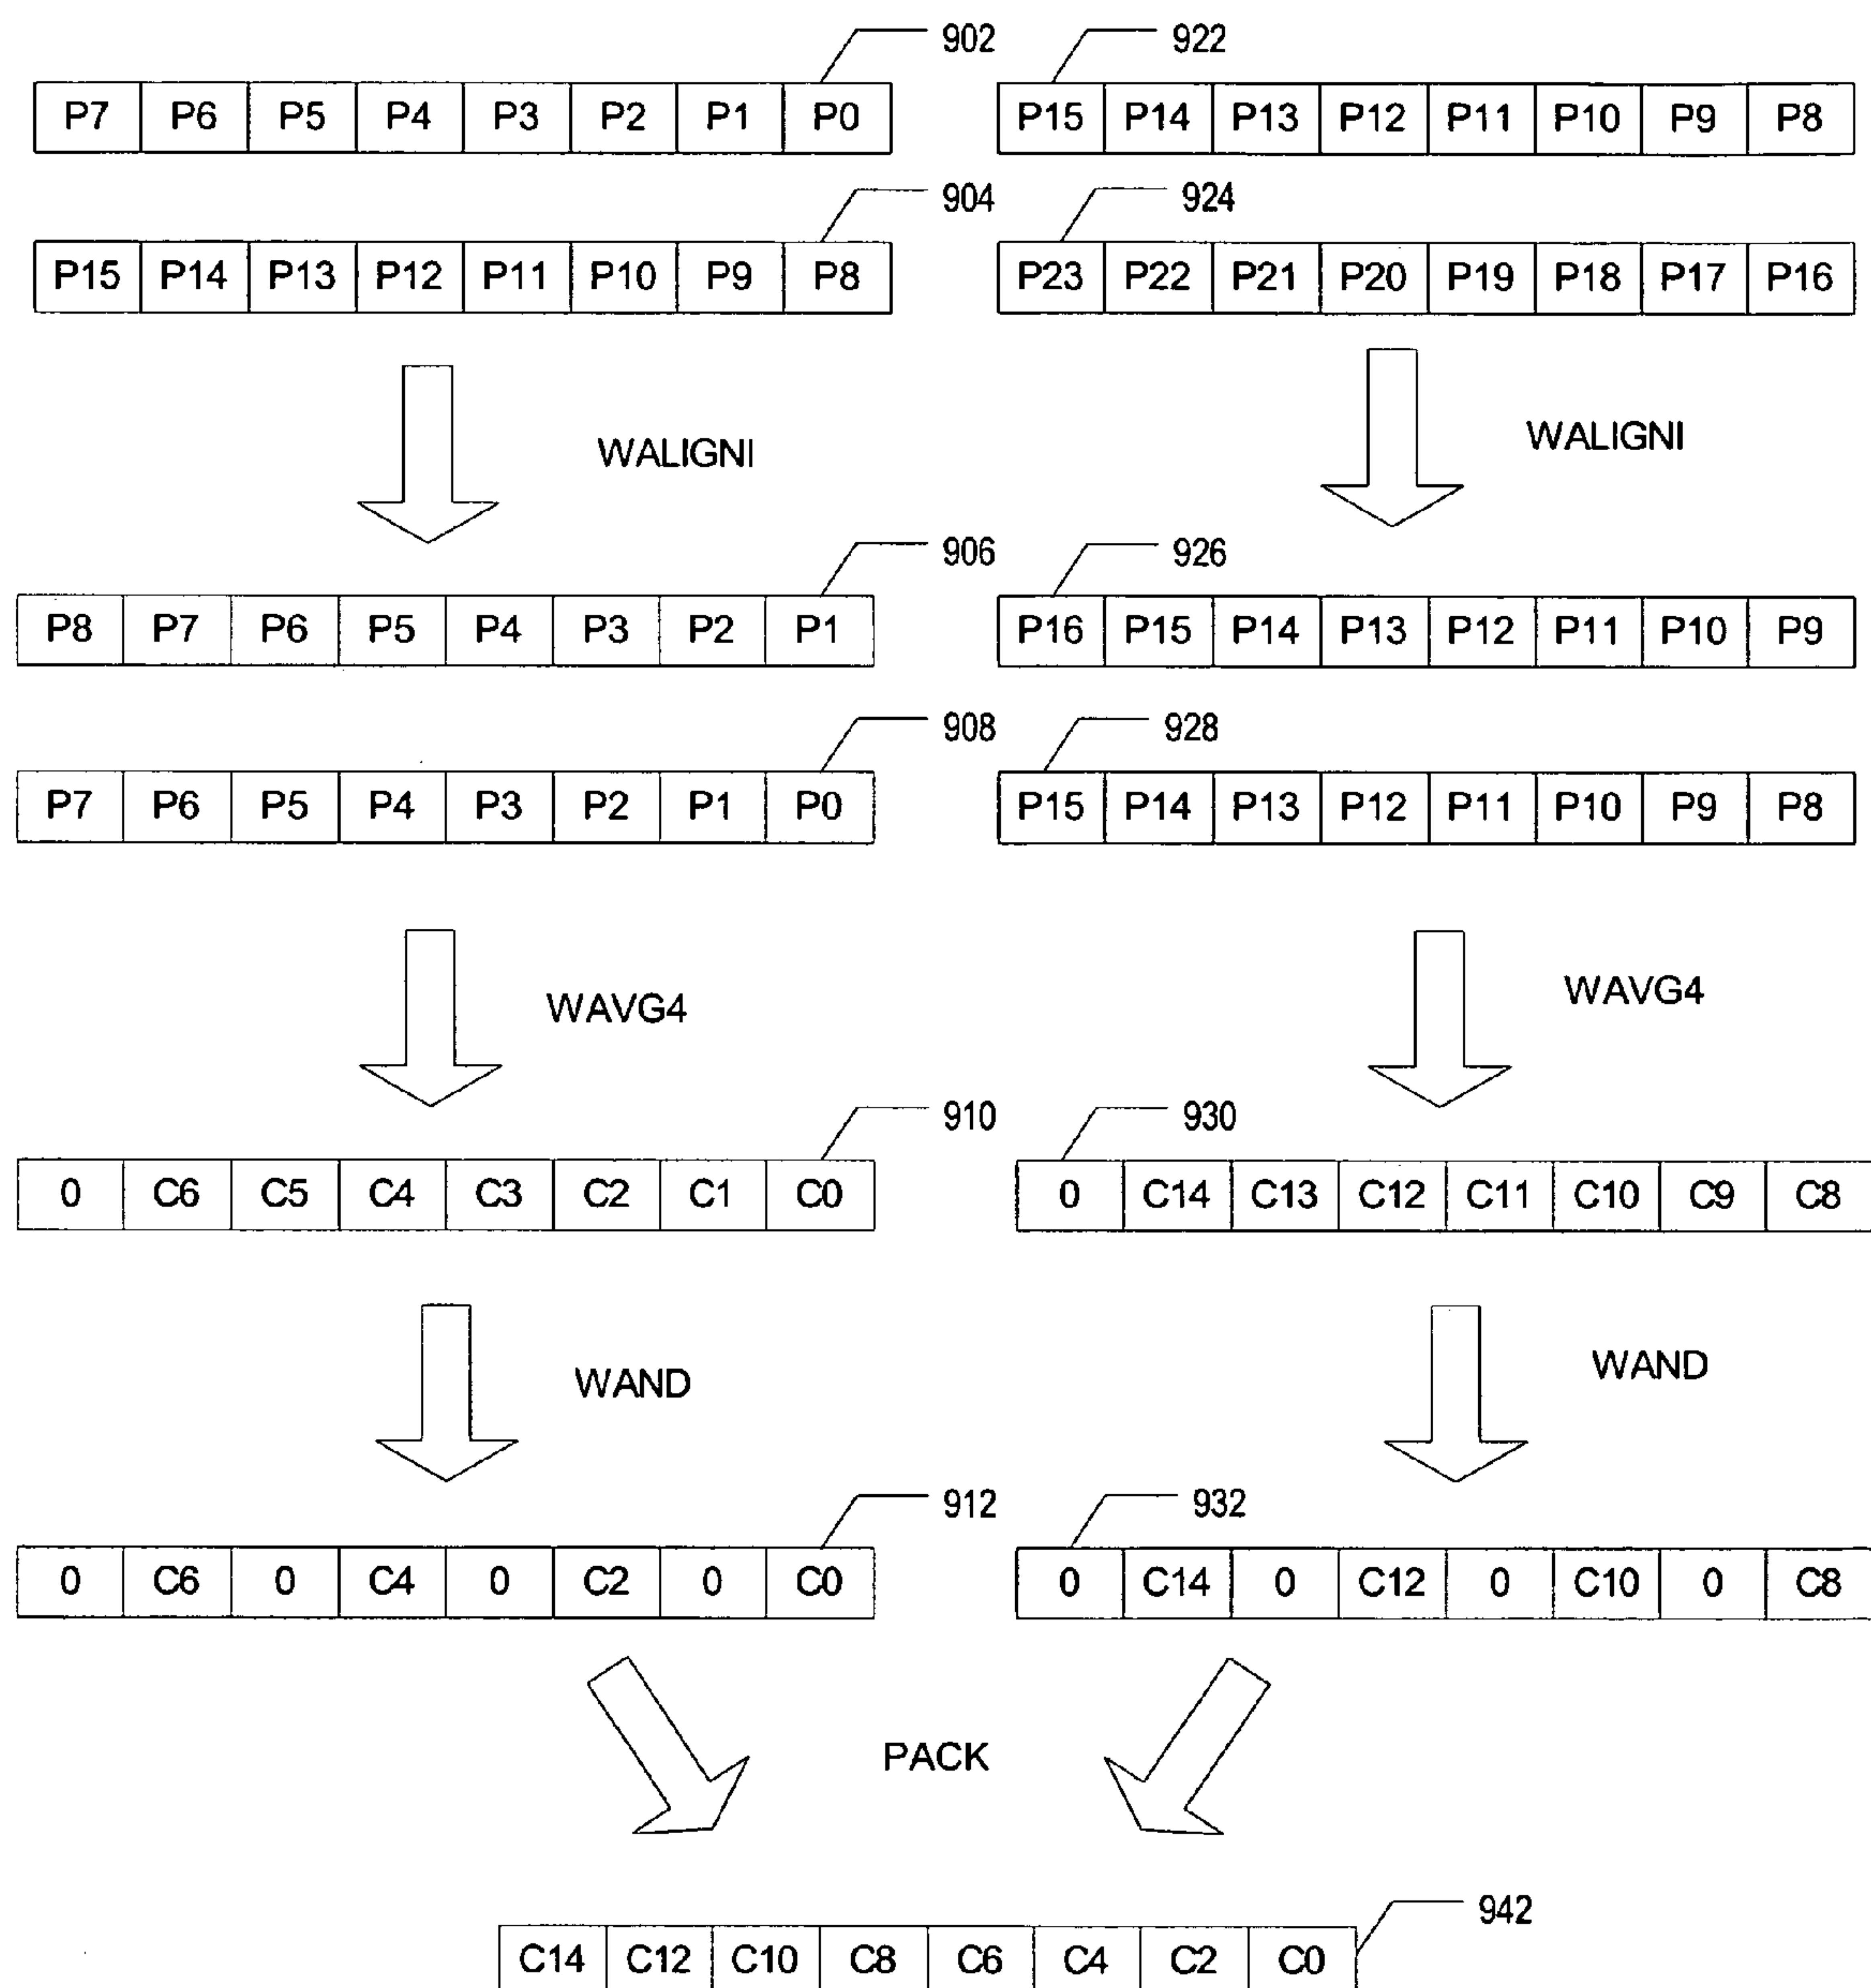 902 922
P7 P6 P5 P4 P3 P2 P1 P0 P15 P14 P13 P12 P11 P10 P9 P8
904 924
P15 P14 P13 P12 P11 P10 P9 P8 P23 P22 P21 P20 P19 P18 P17 P16
WALIGNI WALIGNI
906 926
P8 P7 P6 P5 P4 P3 P2 P1 P16 P15 P14 P13 P12 P11 P10 P9
908 928
P7 P6 P5 P4 P3 P2 P1 P0 P15 P14 P13 P12 P11 P10 P9 P8
WAVG4 WAVG4
910 930
0 C6 C5 C4 C3 C2 C1 C0 0 C14 C13 C12 C11 C10 C9 C8
WAND WAND
912 932
0 C6 0 C4 0 C2 0 C0 0 C14 0 C12 0 C10 0 C8
PACK
942
C14 C12 C10 C8 C6 C4 C2 C0